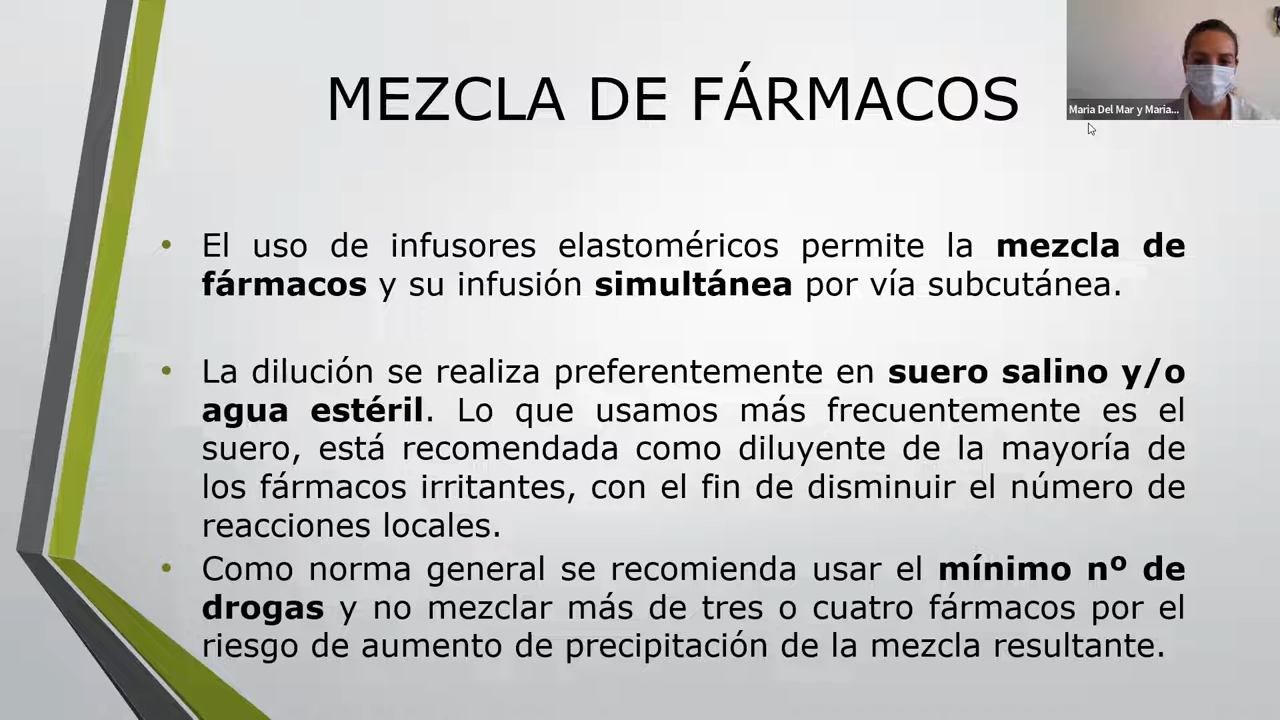 MEZCLA DE FÁRMACOS
Maria Del Mar y Maria...
• El uso de infusores elastoméricos permite la mezcla de
fármacos y su infusión simultánea por vía subcutánea.
• La dilución se realiza preferentemente en suero salino y/o
agua estéril. Lo que usamos más frecuentemente es el
suero, está recomendada como diluyente de la mayoría de
los fármacos irritantes, con el fin de disminuir el número de
reacciones locales.
• Como norma general se recomienda usar el mínimo nº de
drogas y no mezclar más de tres o cuatro fármacos por el
riesgo de aumento de precipitación de la mezcla resultante.